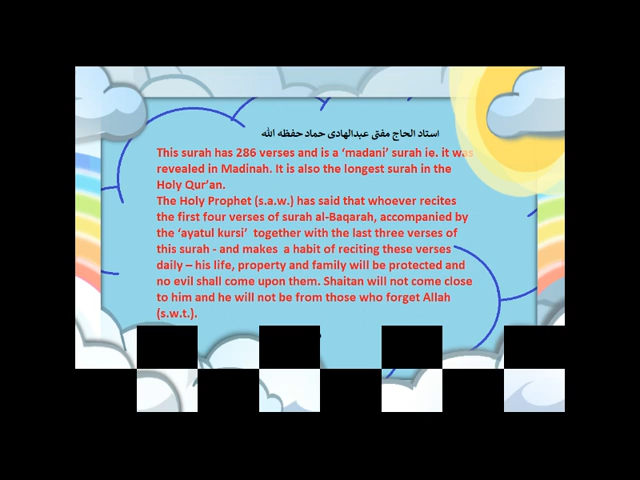 استاد الحاج مفتی عبدالهادی حماد حفظه الله
This surah has 286 verses and is a ‘madani’ surah ie. it was
revealed in Madinah. It is also the longest surah in the
Holy Qur’an.
The Holy Prophet (s.a.w.) has said that whoever recites
the first four verses of surah al-Baqarah, accompanied by
the ‘ayatul kursi’ together with the last three verses of
this surah - and makes a habit of reciting these verses
daily – his life, property and family will be protected and
no evil shall come upon them. Shaitan will not come close
to him and he will not be from those who forget Allah
(s.w.t.).